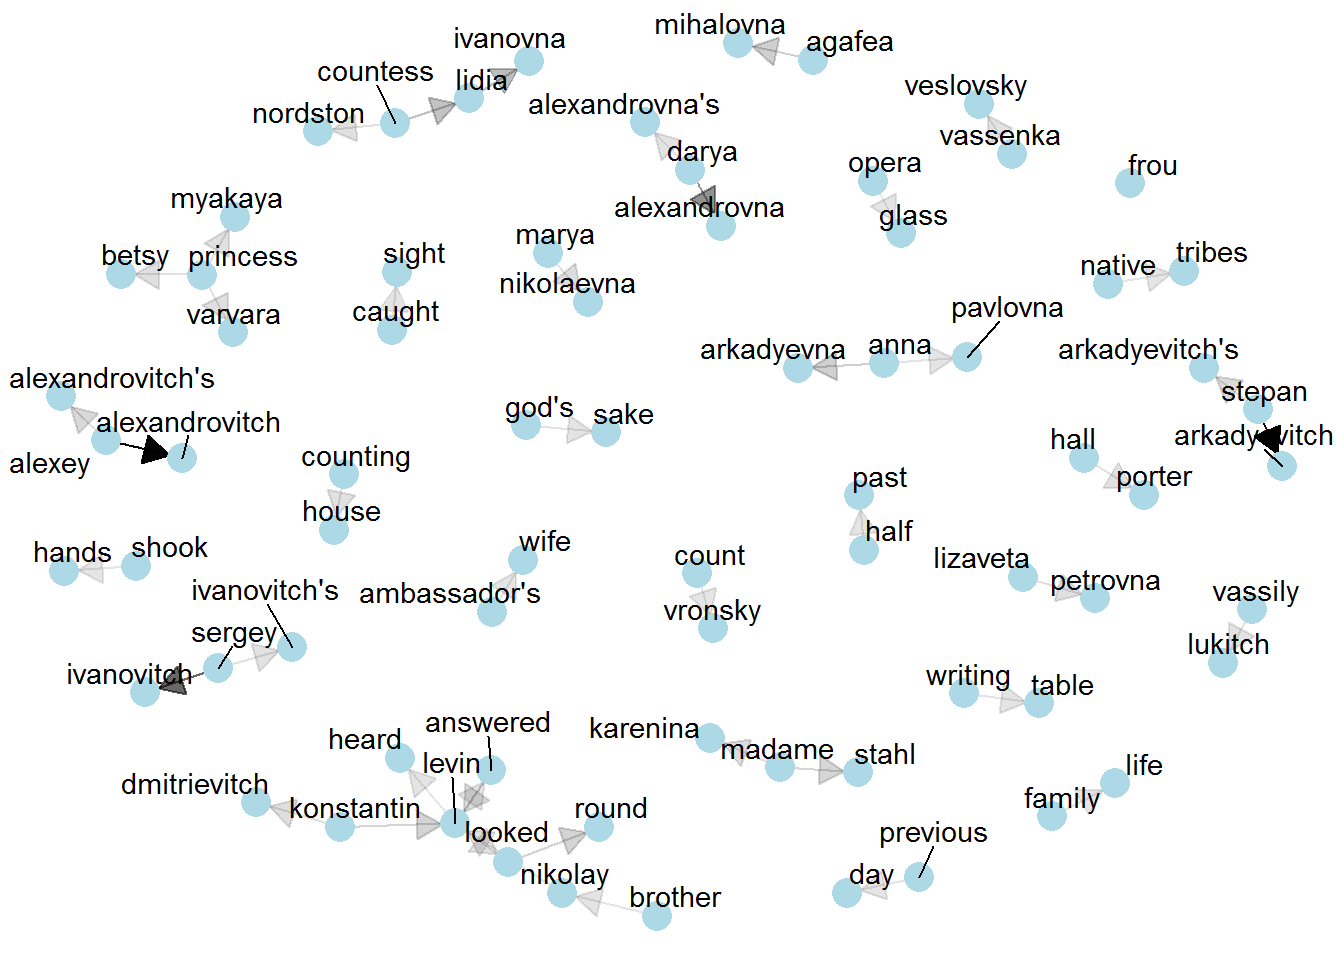 mihalovna
agafea
ivanovna
countess
lidia
nordston
alexandrovna's
veslovsky
vassenka
darya
opera
frou
alexandrovna
glass
myakaya
betsy
princess
varvara
sight
caught
marya
nikolaevna
native
tribes
pavlovna
arkadyevna
anna
arkadyevitch's
stepan
arkadyevitch
alexandrovitch's
alexandrovitch
alexey
god's
sake
counting
house
hall
porter
past
half
hands
shook
wife
ambassador's
count
vronsky
lizaveta
petrovna
vassily
lukitch
ivanovitch's
sergey
ivanovitch
writing
table
answered
heard
levin
karenina
madame
stahl
dmitrievitch
konstantin
looked
round
life
family
previous
day
nikolay
brother